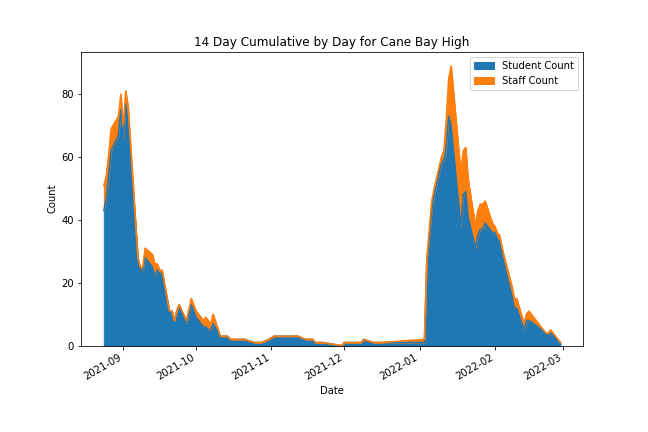 14 Day Cumulative by Day for Cane Bay High
Student Count
Staff Count
Count
80
60
40
20
0
2021-09
2021-10
2021-11
2021-12
2022-01
2022-02
2022-03
Date